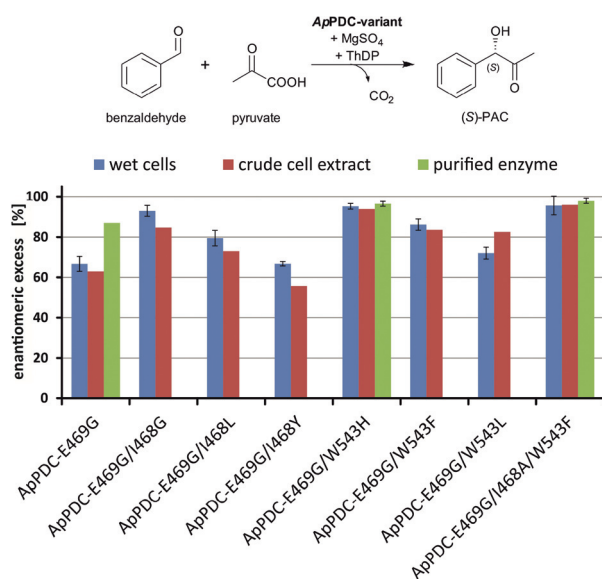 O
ApPDC-variant
OH
+ MgSO4
+ ThDP
+
O
COOH
(S)
O
CO2
benzaldehyde
pyruvate
(S)-PAC
wet cells
crude cell extract
purified enzyme
enantiomeric excess [%]
100
80
60
40
20
0
ApPDC-E469G
ApPDC-E469G/I468G
ApPDC-E469G/I468L
ApPDC-E469G/I468Y
ApPDC-E469G/W543H
ApPDC-E469G/W543F
ApPDC-E469G/W543L
ApPDC-E469G/I468A/W543F